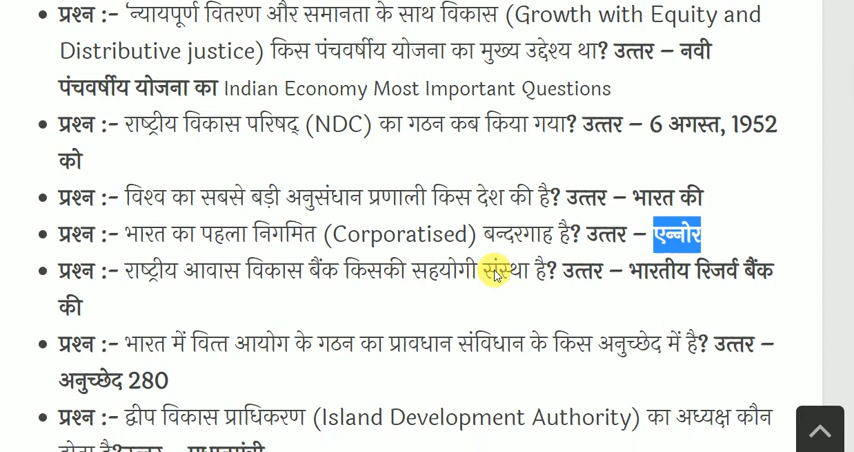 • प्रश्न :- 'न्यायपूर्ण वितरण और समानता के साथ विकास (Growth with Equity and
Distributive justice) किस पंचवर्षीय योजना का मुख्य उद्देश्य था? उत्तर – नवी
पंचवर्षीय योजना का Indian Economy Most Important Questions
• प्रश्न :- राष्ट्रीय विकास परिषद् (NDC) का गठन कब किया गया? उत्तर – 6 अगस्त, 1952
को
• प्रश्न :- विश्व का सबसे बड़ी अनुसंधान प्रणाली किस देश की है? उत्तर – भारत की
• प्रश्न :- भारत का पहला निगमित (Corporatised) बन्दरगाह है? उत्तर – एन्नोर
• प्रश्न :- राष्ट्रीय आवास विकास बैंक किसकी सहयोगी संस्था है? उत्तर – भारतीय रिजर्व बैंक
की
• प्रश्न :- भारत में वित्त आयोग के गठन का प्रावधान संविधान के किस अनुच्छेद में है? उत्तर –
अनुच्छेद 280
• प्रश्न :- द्वीप विकास प्राधिकरण (Island Development Authority) का अध्यक्ष कौन
होता है?उत्तर – प्रधानमंत्री